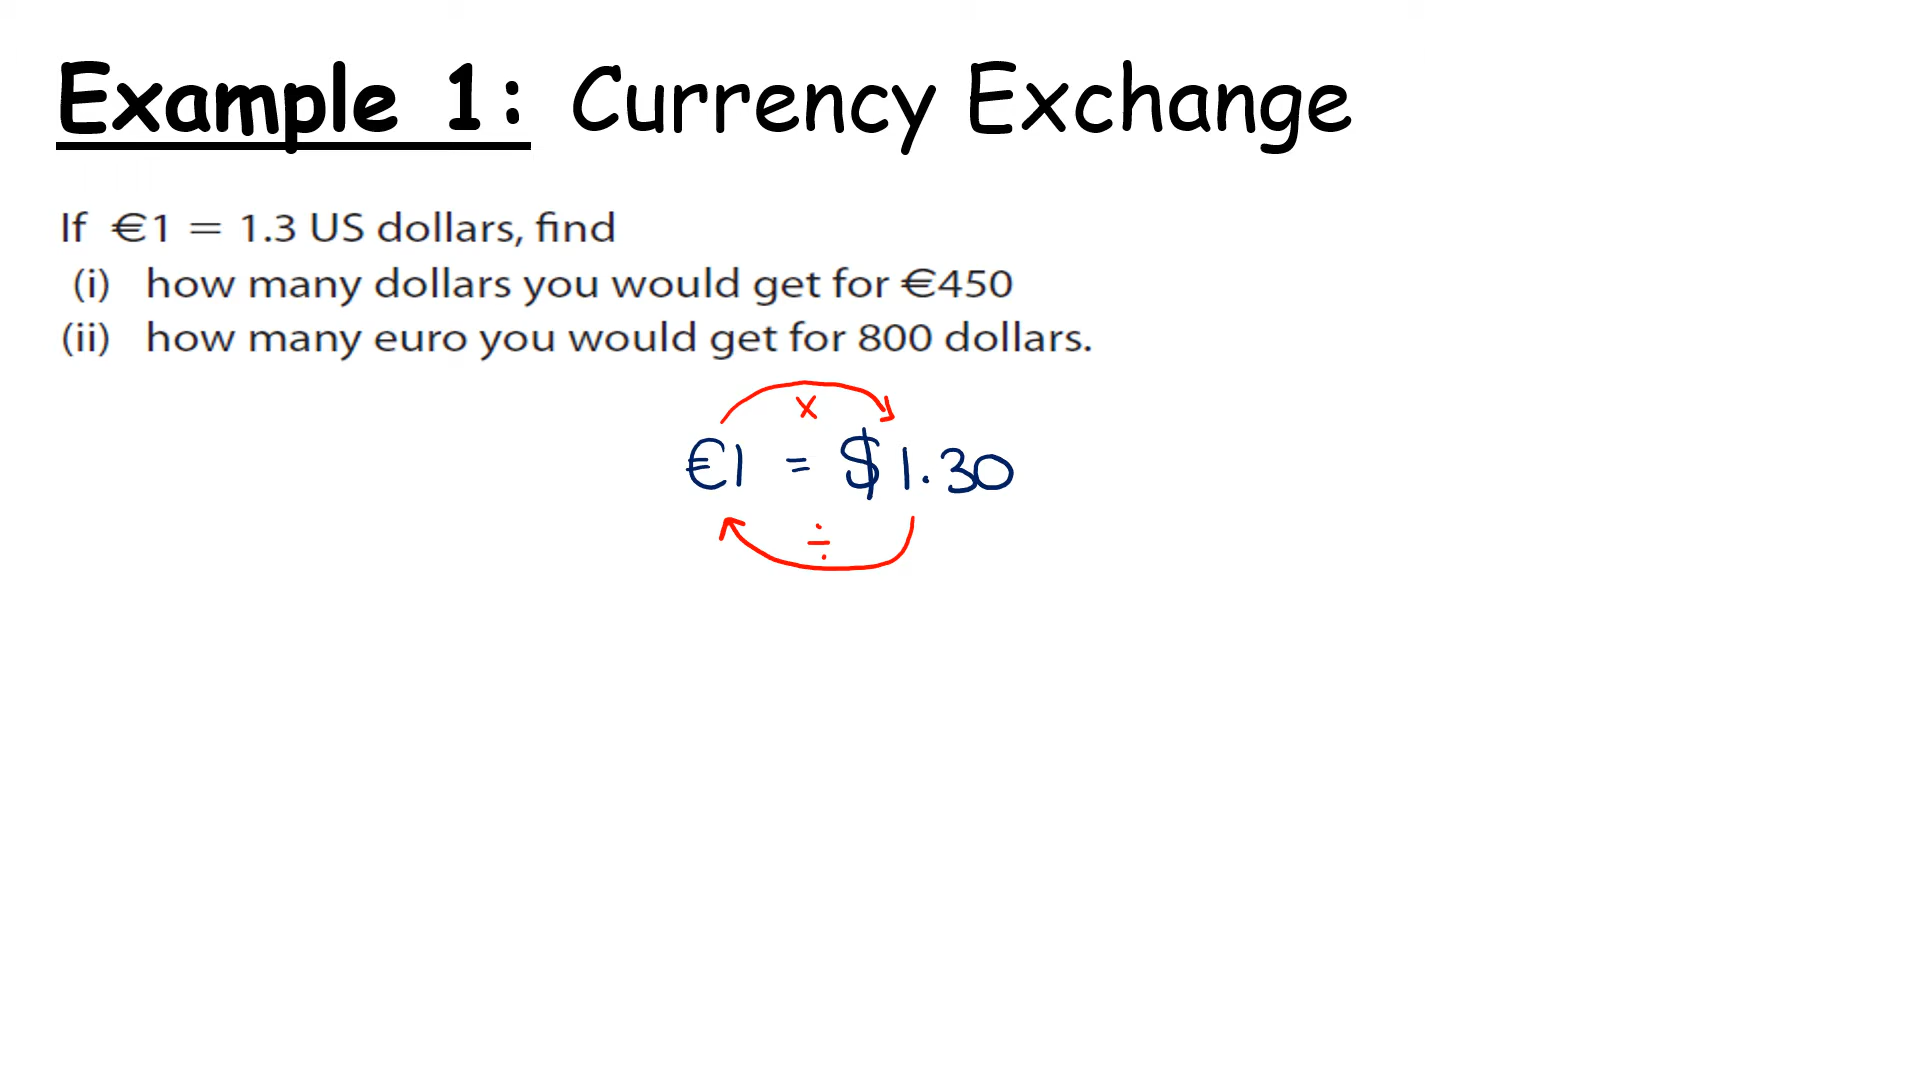 Example 1: Currency Exchange
If €1 = 1.3 US dollars, find
(i) how many dollars you would get for €450
(ii) how many euro you would get for 800 dollars.
x
€1 = $1.30
÷